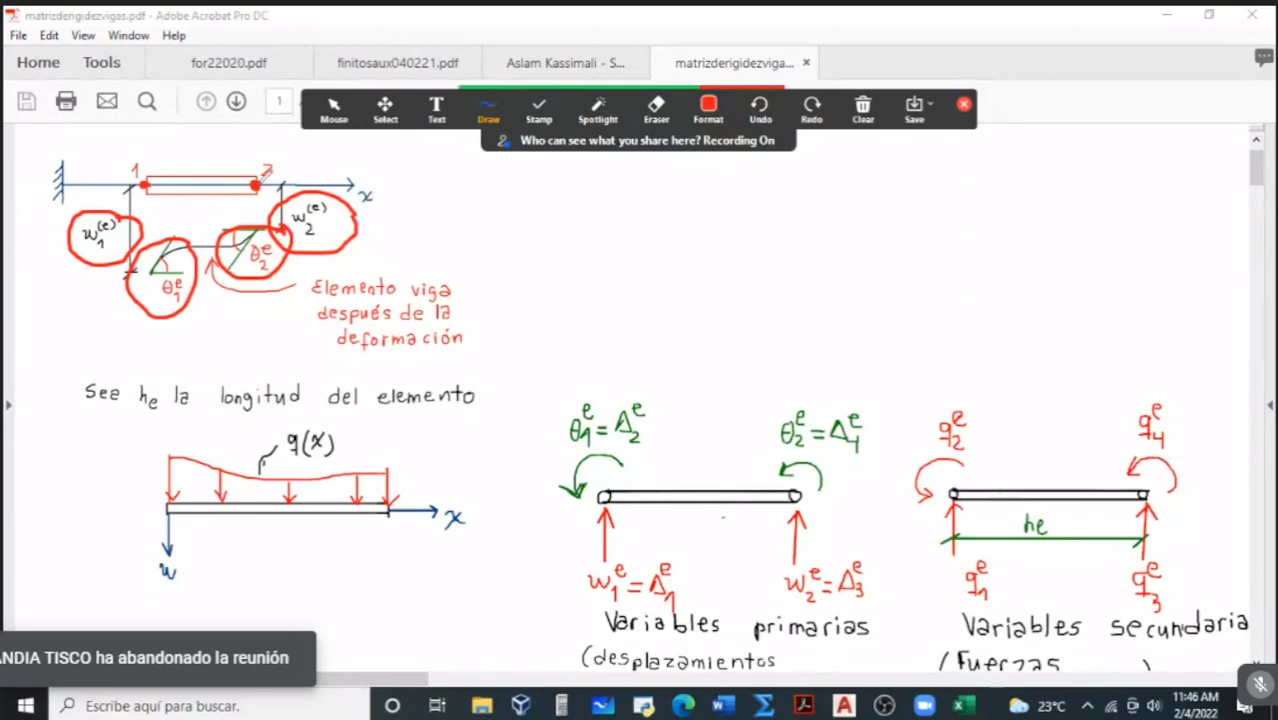 matrizderigidezvigas.pdf - Adobe Acrobat Pro DC
File Edit View Window Help
Home Tools for22020.pdf finitosaux040221.pdf Aslam Kassimali - S... matrizderigidezviga... ×
1
Mouse Select Text Draw Stamp Spotlight Eraser Format Undo Redo Clear Save
Who can see what you share here? Recording On
1 2
x
w₁⁽ᵉ⁾ w₂⁽ᵉ⁾
θ₁ᵉ θ₂ᵉ
Elemento viga
después de la
deformación
Sea hₑ la longitud del elemento
q(x)
x
w
θ₁ᵉ = Δ₂ᵉ θ₂ᵉ = Δ₄ᵉ
w₁ᵉ = Δ₁ᵉ w₂ᵉ = Δ₃ᵉ
Variables primarias
(desplazamientos
q₂ᵉ q₄ᵉ
he
q₁ᵉ q₃ᵉ
Variables secundaria
(Fuerzas )
ANDIA TISCO ha abandonado la reunión
Escribe aquí para buscar.
23°C
11:46 AM
2/4/2022